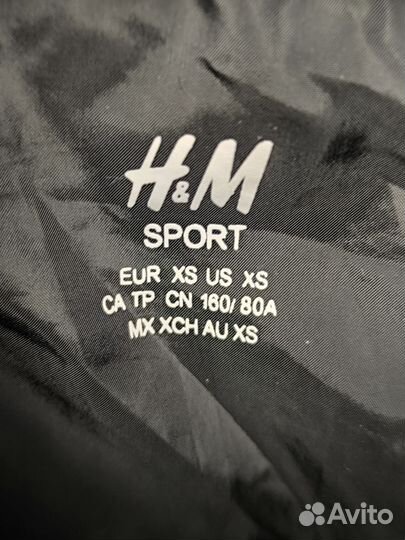 H&M
SPORT
EUR XS US XS
CA TP CN 160/80A
MX XCH AU XS
Avito